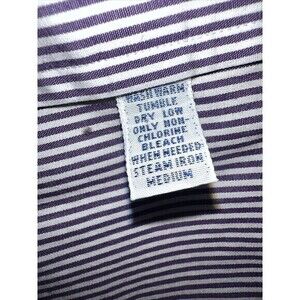 WASH WARM
TUMBLE
DRY LOW
ONLY NON-
CHLORINE
BLEACH
WHEN NEEDED
STEAM IRON
MEDIUM